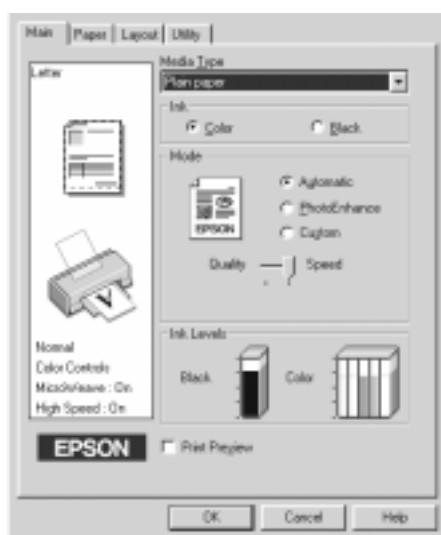 Main Paper Layout Utility
Letter
Media Type
Plain paper
Ink
Color Black
Mode
Automatic
PhotoEnhance
Custom
EPSON
Quality Speed
Normal
Color Controls
MicroWeave : On
High Speed : On
Ink Levels
Black Color
EPSON
Print Preview
OK Cancel Help